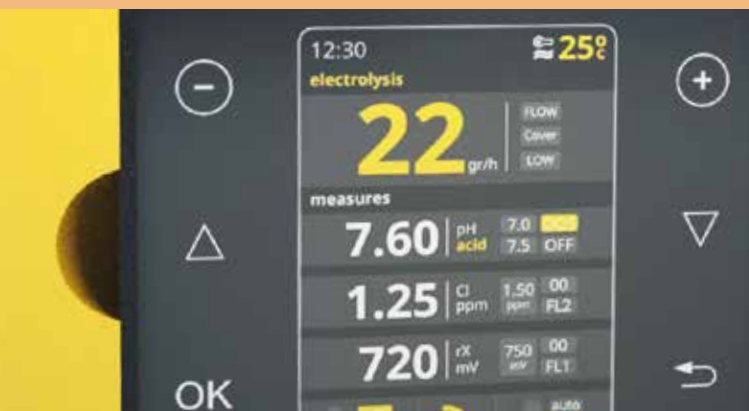 12:30 25°C
electrolysis
22 gr/h
FLOW
Cover
LOW
measures
7.60 pH acid 7.0 7.5 OFF
1.25 Cl ppm 1.50 ppm 00 FL2
720 rX mV 750 mV 00 FL1
OK
auto